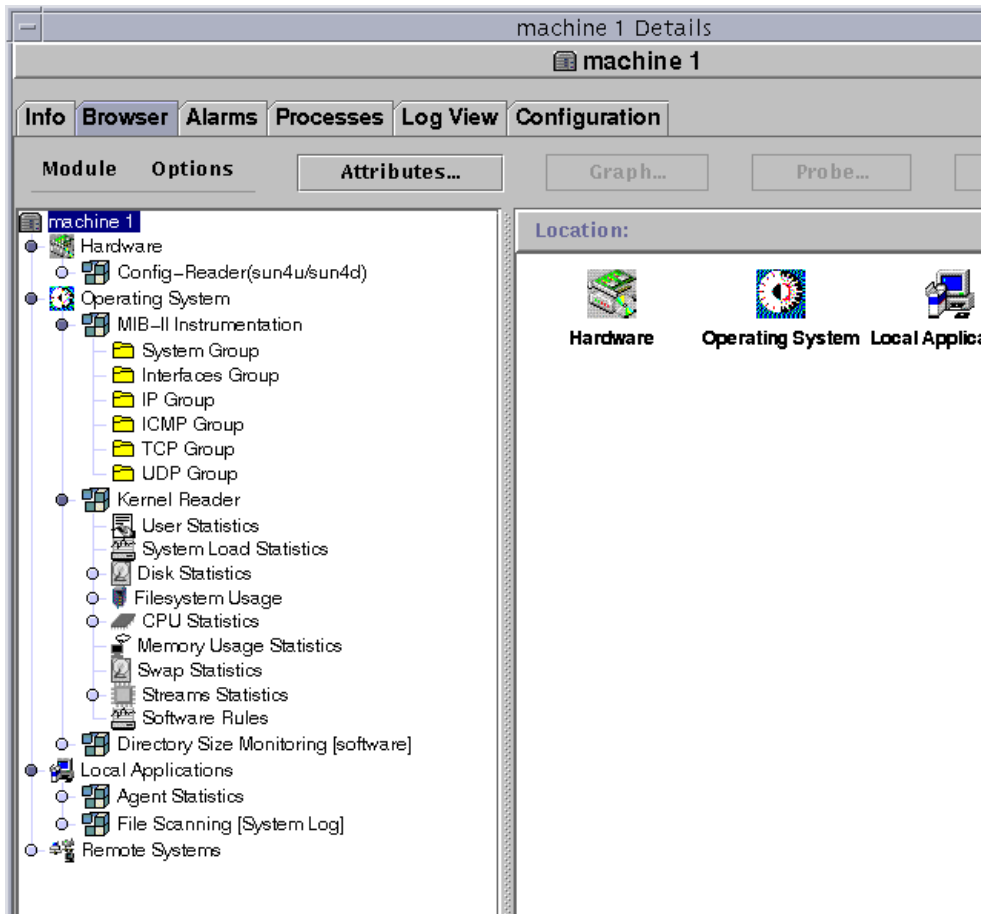 machine 1 Details
machine 1
Info Browser Alarms Processes Log View Configuration
Module Options Attributes... Graph... Probe...
machine 1
Hardware
Config-Reader(sun4u/sun4d)
Operating System
MIB-II Instrumentation
System Group
Interfaces Group
IP Group
ICMP Group
TCP Group
UDP Group
Kernel Reader
User Statistics
System Load Statistics
Disk Statistics
Filesystem Usage
CPU Statistics
Memory Usage Statistics
Swap Statistics
Streams Statistics
Software Rules
Directory Size Monitoring [software]
Local Applications
Agent Statistics
File Scanning [System Log]
Remote Systems
Location:
Hardware Operating System Local Applica